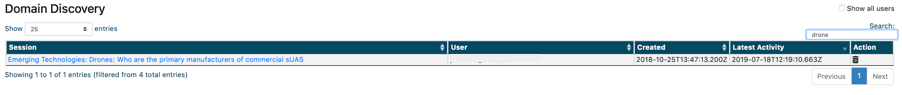 Domain Discovery
Show all users
Show 25 entries
Search:
drone
Session User Created Latest Activity Action
Emerging Technologies: Drones: Who are the primary manufacturers of commercial sUAS 2018-10-25T13:47:13.200Z 2019-07-18T12:19:10.663Z
Showing 1 to 1 of 1 entries (filtered from 4 total entries)
Previous 1 Next